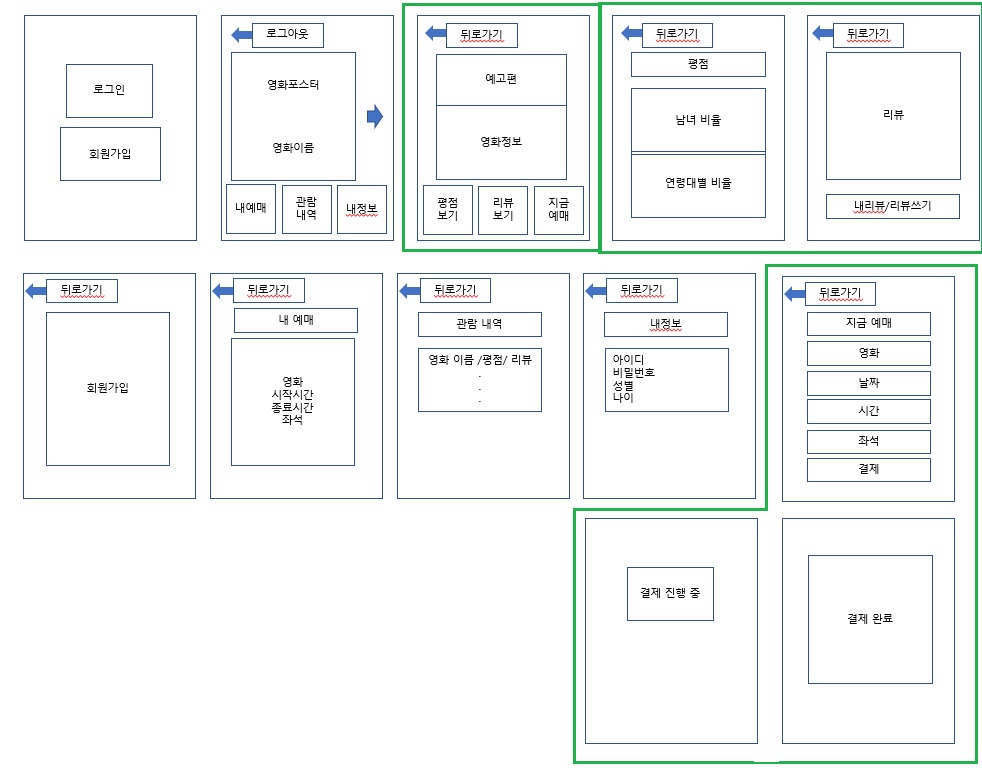 로그인
회원가입
로그아웃
영화포스터
영화이름
내예매
관람
내역
내정보
뒤로가기
예고편
영화정보
평점
보기
리뷰
보기
지금
예매
뒤로가기
평점
남녀 비율
연령대별 비율
뒤로가기
리뷰
내리뷰/리뷰쓰기
뒤로가기
회원가입
뒤로가기
내 예매
영화
시작시간
종료시간
좌석
뒤로가기
관람 내역
영화 이름 /평점/ 리뷰
.
.
.
뒤로가기
내정보
아이디
비밀번호
성별
나이
뒤로가기
지금 예매
영화
날짜
시간
좌석
결제
결제 진행 중
결제 완료